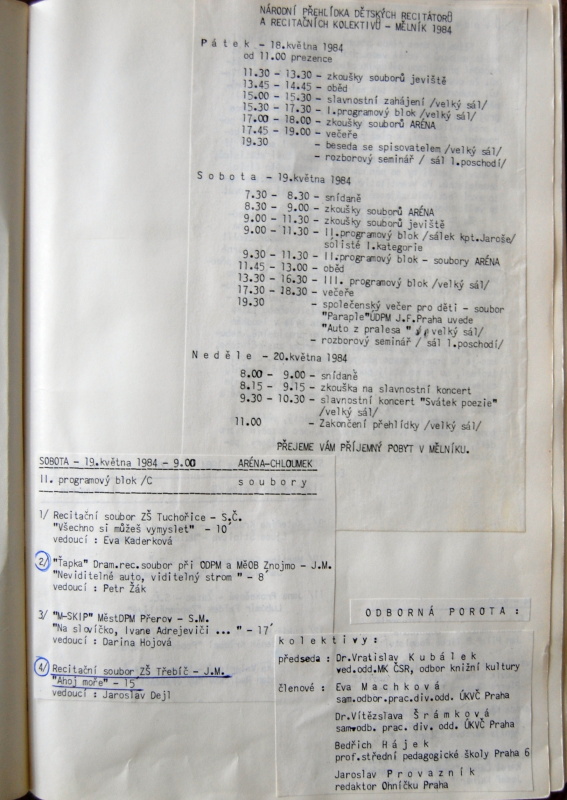 NÁRODNÍ PŘEHLÍDKA DĚTSKÝCH RECITÁTORŮ
A RECITAČNÍCH KOLEKTIVŮ - MĚLNÍK 1984
Pátek - 18.května 1984
od 11.00 prezence
11.30 - 13.30 - zkoušky souborů jeviště
13.45 - 14.45 - oběd
15.00 - 15.30 - slavnostní zahájení /velký sál/
15.30 - 17.30 - I.programový blok /velký sál/
17.00 - 18.00 - zkoušky souborů ARÉNA
17.45 - 19.00 - večeře
19.30 - beseda se spisovatelem /velký sál/
- rozborový seminář / sál 1.poschodí/
Sobota - 19.května 1984
7.30 - 8.30 - snídaně
8.30 - 9.00 - zkoušky souborů ARÉNA
9.00 - 11.30 - zkoušky souborů jeviště
9.00 - 11.30 - II.programový blok /sálek kpt.Jaroše/
sólisté I.kategorie
9.30 - 11.30 - II.programový blok - soubory ARÉNA
11.45 - 13.00 - oběd
13.30 - 16.30 - III. programový blok /velký sál/
17.30 - 18.30 - večeře
19.30 - společenský večer pro děti - soubor
"Paraple"ÚDPM J.F.Praha uvede
"Auto z pralesa " velký sál/
- rozborový seminář / sál 1.poschodí/
Neděle - 20.května 1984
8.00 - 9.00 - snídaně
8.15 - 9.15 - zkouška na slavnostní koncert
9.30 - 10.30 - slavnostní koncert "Svátek poezie"
/velký sál/
11.00 - Zakončení přehlídky /velký sál/
PŘEJEME VÁM PŘÍJEMNÝ POBYT V MĚLNÍKU.
SOBOTA - 19.května 1984 - 9.00 ARÉNA-CHLOUMEK
II. programový blok /C soubory
1/ Recitační soubor ZŠ Tuchořice - S.Č.
"Všechno si můžeš vymyslet" - 10´
vedoucí : Eva Kaderková
2/ "Ťapka" Dram.rec.soubor při ODPM a MěOB Znojmo - J.M.
"Neviditelné auto, viditelný strom " - 8´
vedoucí : Petr Žák
3/ "M-SKIP" MěstDPM Přerov - S.M.
"Na slovíčko, Ivane Adrejeviči ... " - 17´
vedoucí : Darina Hojová
4/ Recitační soubor ZŠ Třebíč - J.M.
"Ahoj moře" - 15´
vedoucí : Jaroslav Dejl
ODBORNÁ POROTA :
kolektivy:
předseda : Dr.Vratislav Kubálek
ved.odd.MK ČSR, odbor knižní kultury
členové : Eva Machková
sam.odbor.prac.div.odd. ÚKVČ Praha
Dr.Vítězslava Šrámková
sam.odb. prac. div. odd. ÚKVČ Praha
Bedřich Hájek
prof.střední pedagogické školy Praha 6
Jaroslav Provazník
redaktor Ohníčku Praha